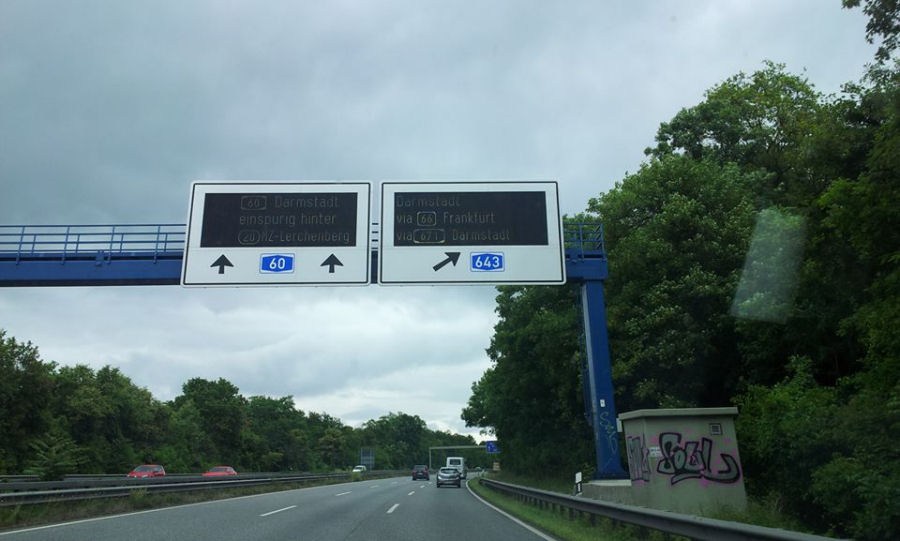 60 Darmstadt
einspurig hinter
20 MZ-Lerchenberg
60
Darmstadt
via 66 Frankfurt
via 671 Darmstadt
643